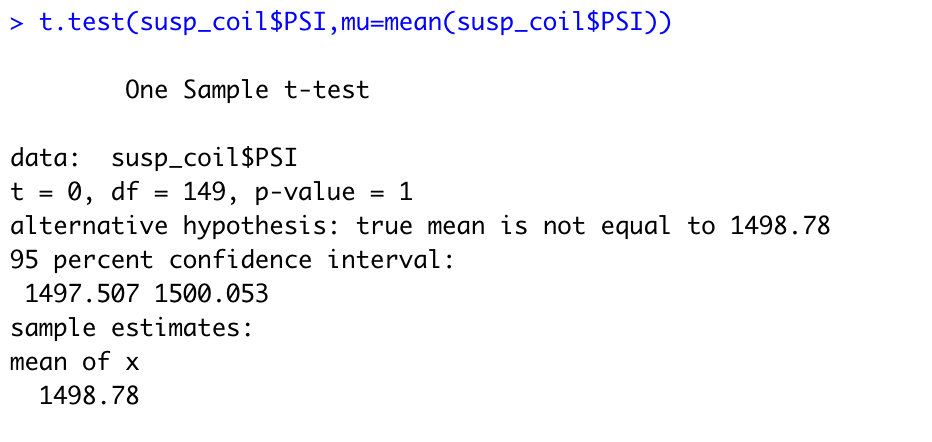 > t.test(susp_coil$PSI,mu=mean(susp_coil$PSI))
One Sample t-test
data:  susp_coil$PSI
t = 0, df = 149, p-value = 1
alternative hypothesis: true mean is not equal to 1498.78
95 percent confidence interval:
1497.507 1500.053
sample estimates:
mean of x
1498.78